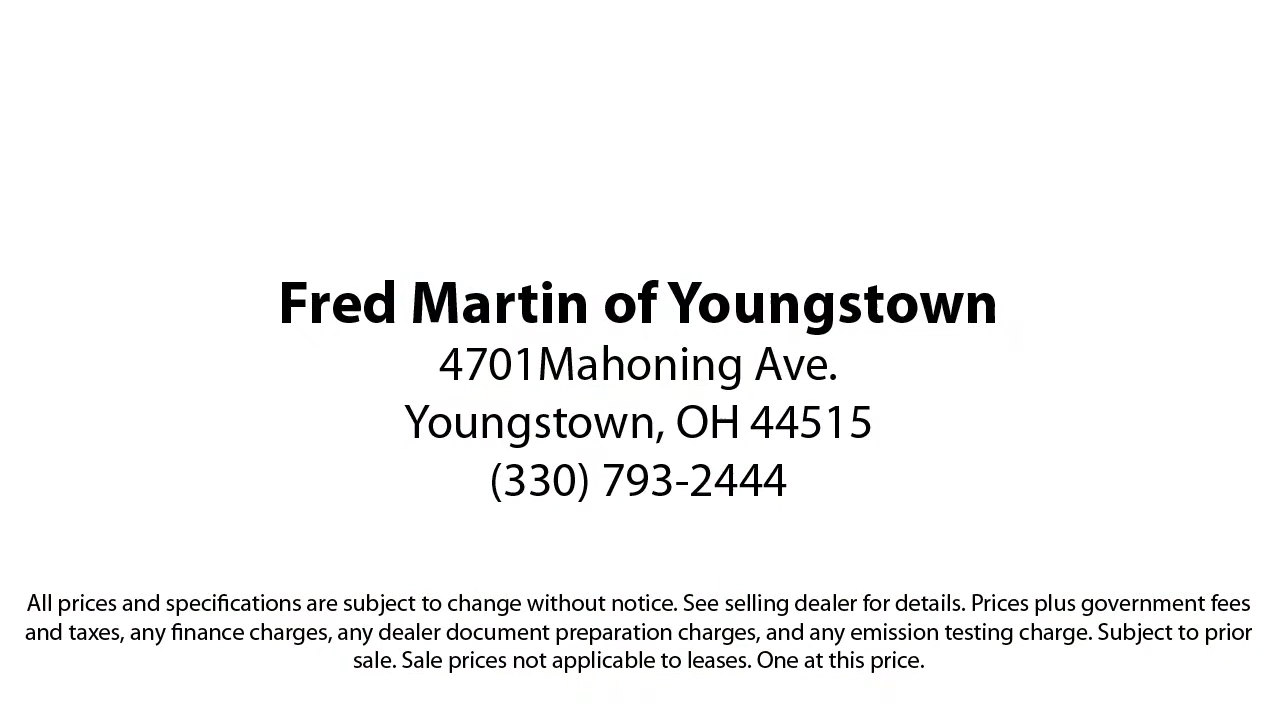 Fred Martin of Youngstown
4701Mahoning Ave.
Youngstown, OH 44515
(330) 793-2444
All prices and specifications are subject to change without notice. See selling dealer for details. Prices plus government fees
and taxes, any finance charges, any dealer document preparation charges, and any emission testing charge. Subject to prior
sale. Sale prices not applicable to leases. One at this price.